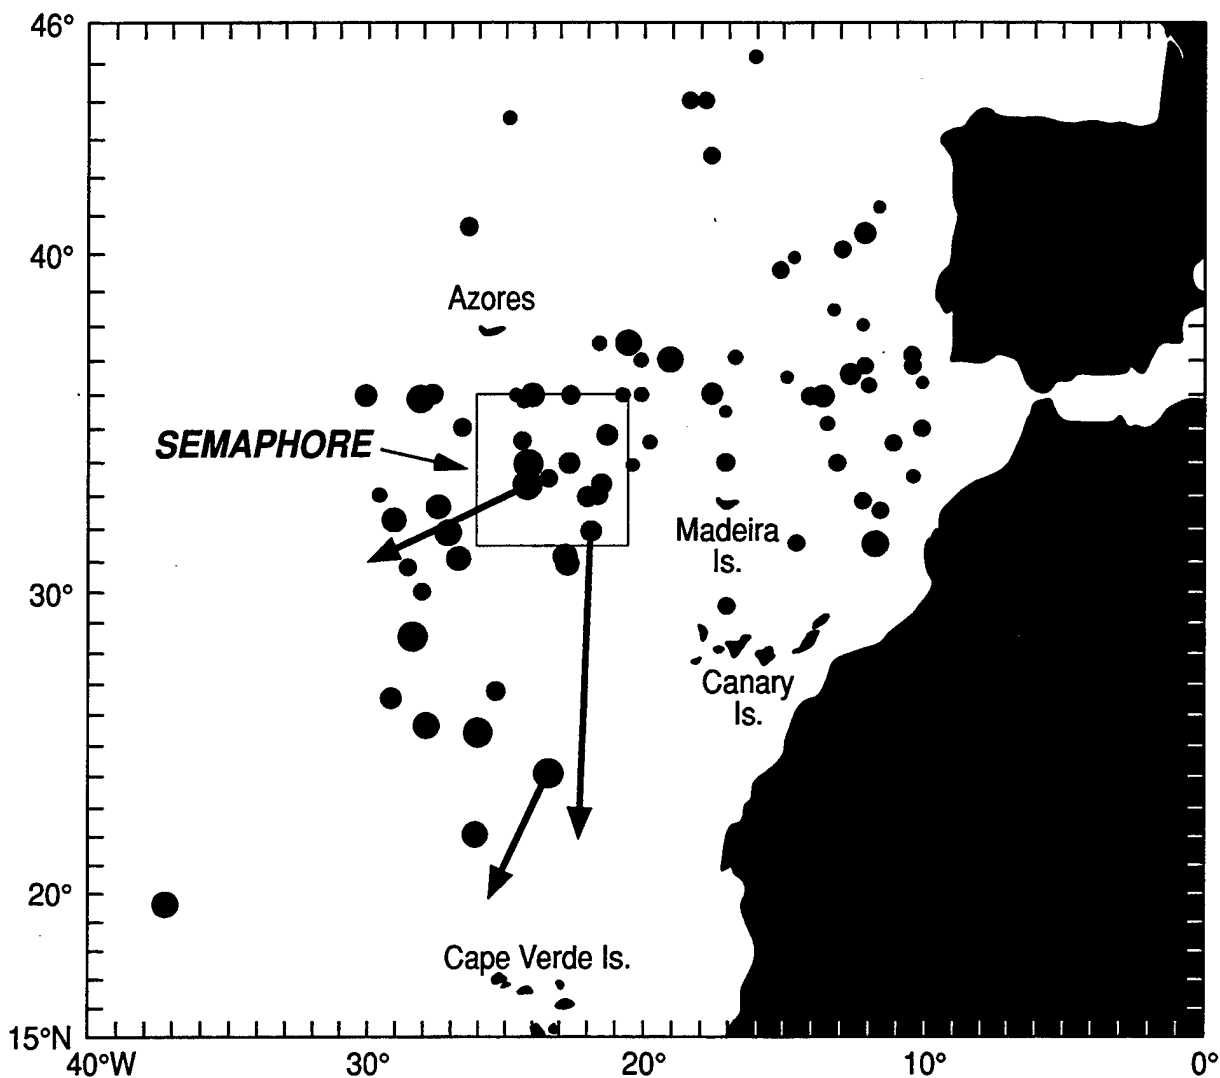 46°
40°
Azores
SEMAPHORE
Madeira
Is.
30°
Canary
Is.
20°
Cape Verde Is.
15°N
40°W
30°
20°
10°
0°